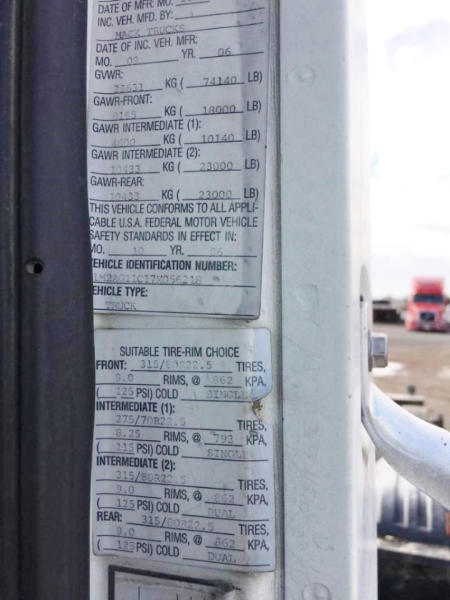 DATE OF MFR: MO.
INC. VEH. MFD. BY:
MACK TRUCKS
DATE OF INC. VEH. MFR:
MO. 09 YR. 06
GVWR:
KG ( 74140 LB)
GAWR-FRONT:
8165 KG ( 18000 LB)
GAWR INTERMEDIATE (1):
4600 KG ( 10140 LB)
GAWR INTERMEDIATE (2):
10433 KG ( 23000 LB)
GAWR-REAR:
10433 KG ( 23000 LB)
THIS VEHICLE CONFORMS TO ALL APPLI-
CABLE U.S.A. FEDERAL MOTOR VEHICLE
SAFETY STANDARDS IN EFFECT IN:
MO. 10 YR. 06
VEHICLE IDENTIFICATION NUMBER:
VEHICLE TYPE:
TRUCK
SUITABLE TIRE-RIM CHOICE
FRONT: 315/80R22.5 TIRES,
9.0 RIMS, @ 862 KPA,
( 125 PSI) COLD SINGLE
INTERMEDIATE (1):
275/70R22.5 TIRES,
8.25 RIMS, @ 793 KPA,
( 115 PSI) COLD SINGLE
INTERMEDIATE (2):
315/80R22.5 TIRES,
9.0 RIMS, @ 862 KPA,
( 125 PSI) COLD DUAL
REAR: 315/80R22.5 TIRES,
9.0 RIMS, @ 862 KPA,
( 125 PSI) COLD DUAL